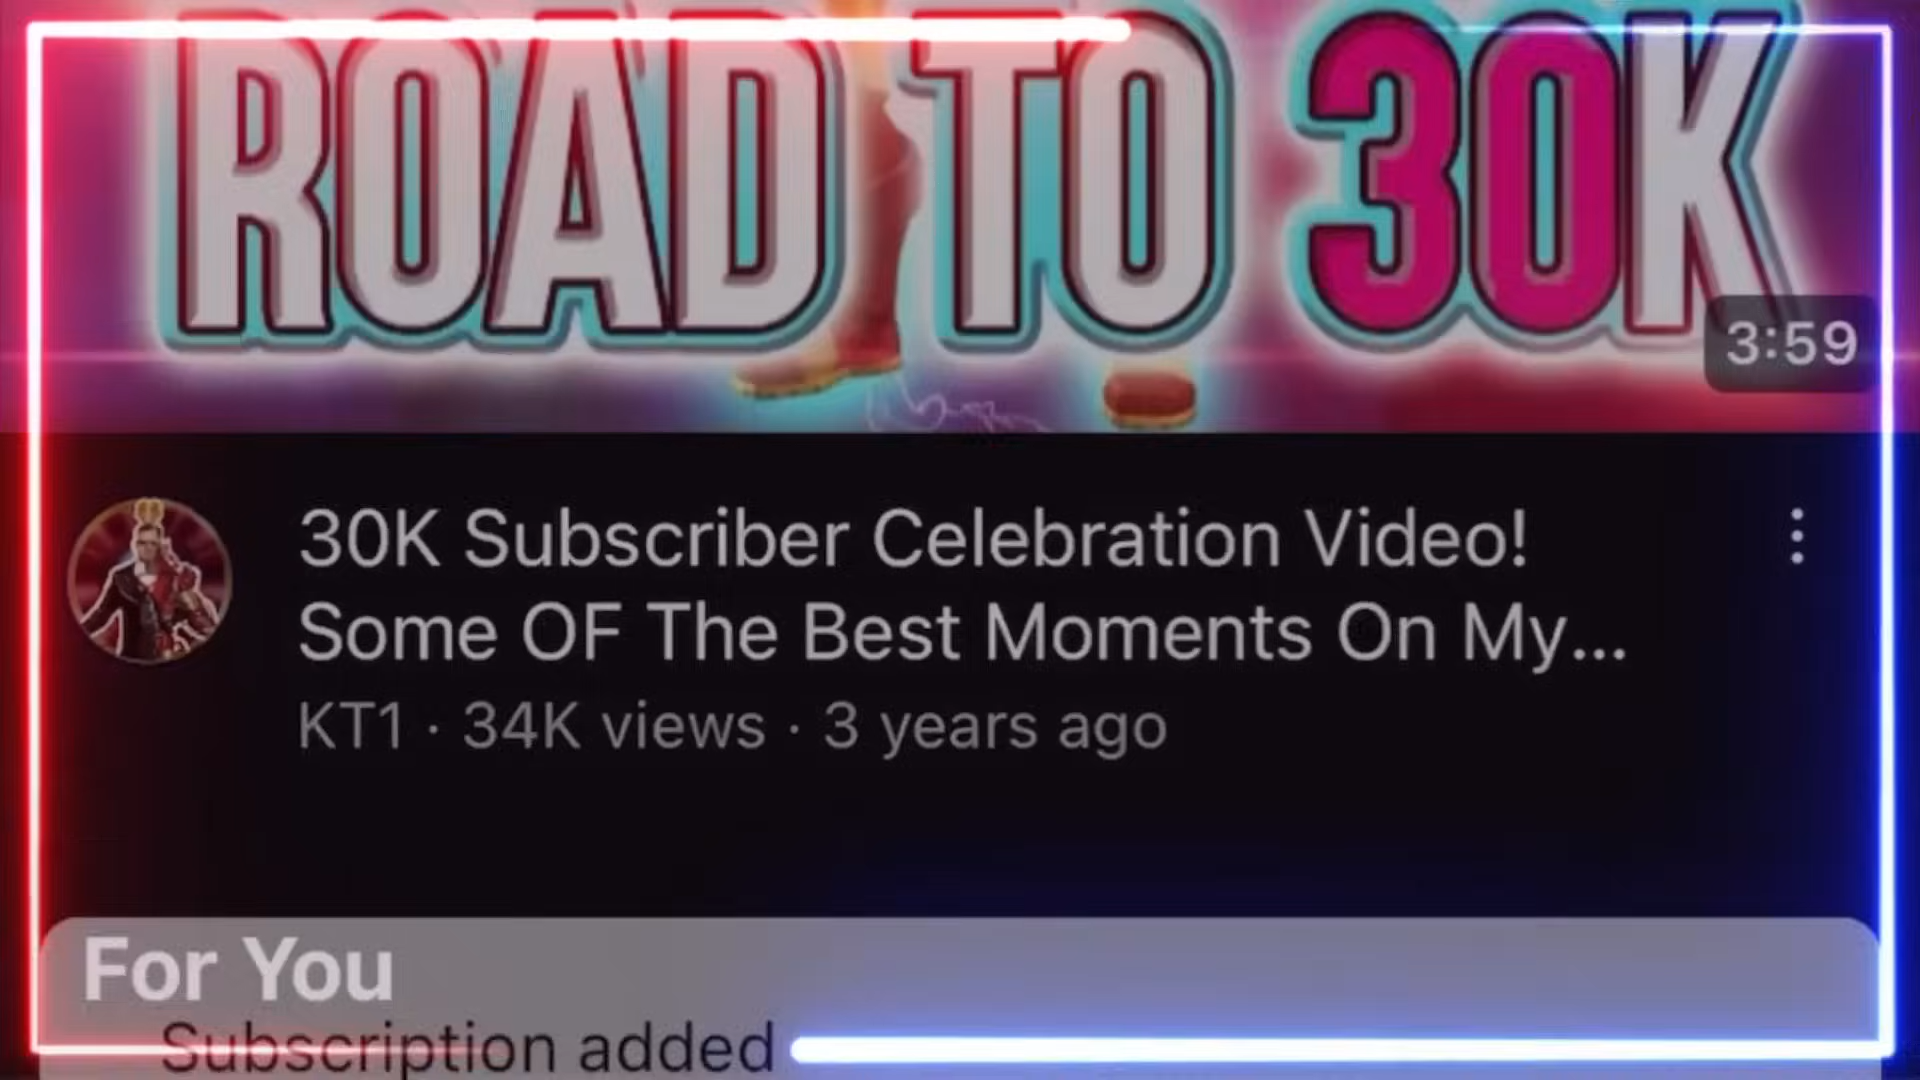 ROAD TO 30K
3:59
30K Subscriber Celebration Video!
Some OF The Best Moments On My...
KT1 · 34K views · 3 years ago
For You
Subscription added